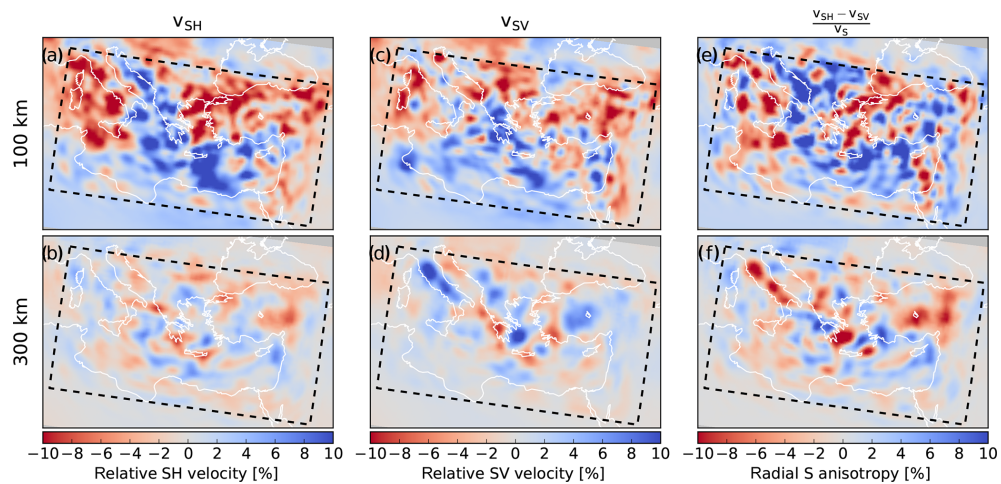 v_SH v_SV v_SH − v_SV
v_S
(a) (c) (e)
100 km
(b) (d) (f)
300 km
−10 −8 −6 −4 −2 0 2 4 6 8 10 −10 −8 −6 −4 −2 0 2 4 6 8 10 −10 −8 −6 −4 −2 0 2 4 6 8 10
Relative SH velocity [%] Relative SV velocity [%] Radial S anisotropy [%]